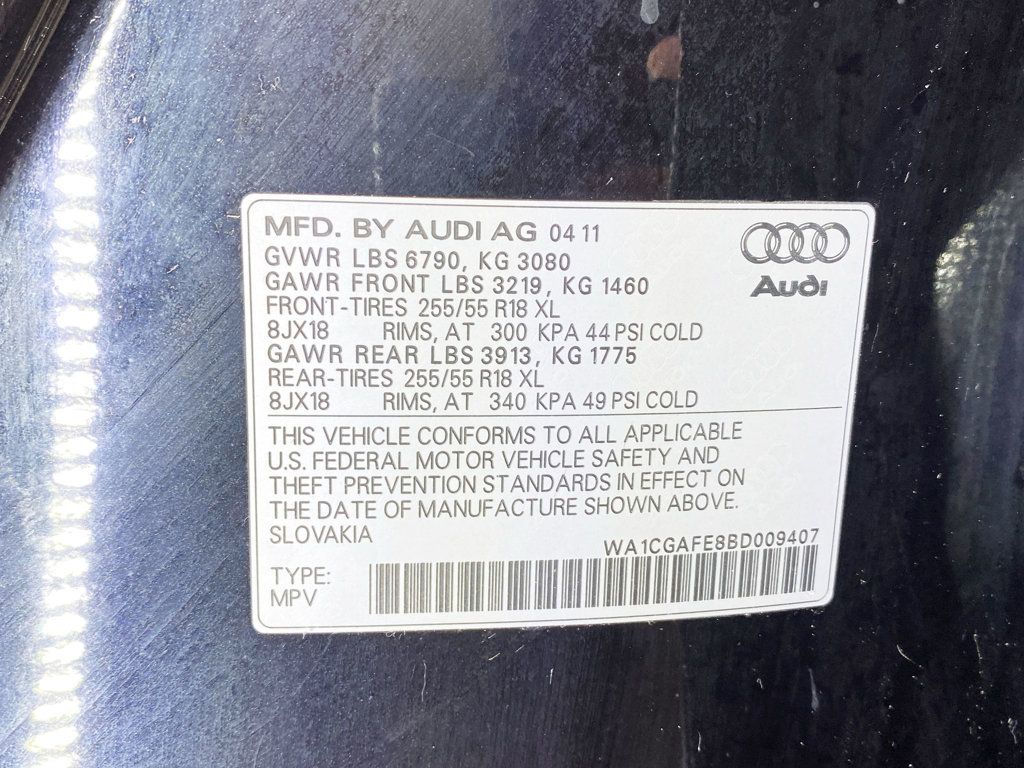 MFD. BY AUDI AG 04 11
GVWR LBS 6790, KG 3080
GAWR FRONT LBS 3219, KG 1460
FRONT-TIRES 255/55 R18 XL
8JX18 RIMS, AT 300 KPA 44 PSI COLD
GAWR REAR LBS 3913, KG 1775
REAR-TIRES 255/55 R18 XL
8JX18 RIMS, AT 340 KPA 49 PSI COLD
Audi
THIS VEHICLE CONFORMS TO ALL APPLICABLE
U.S. FEDERAL MOTOR VEHICLE SAFETY AND
THEFT PREVENTION STANDARDS IN EFFECT ON
THE DATE OF MANUFACTURE SHOWN ABOVE.
SLOVAKIA
WA1CGAFE8BD009407
TYPE:
MPV